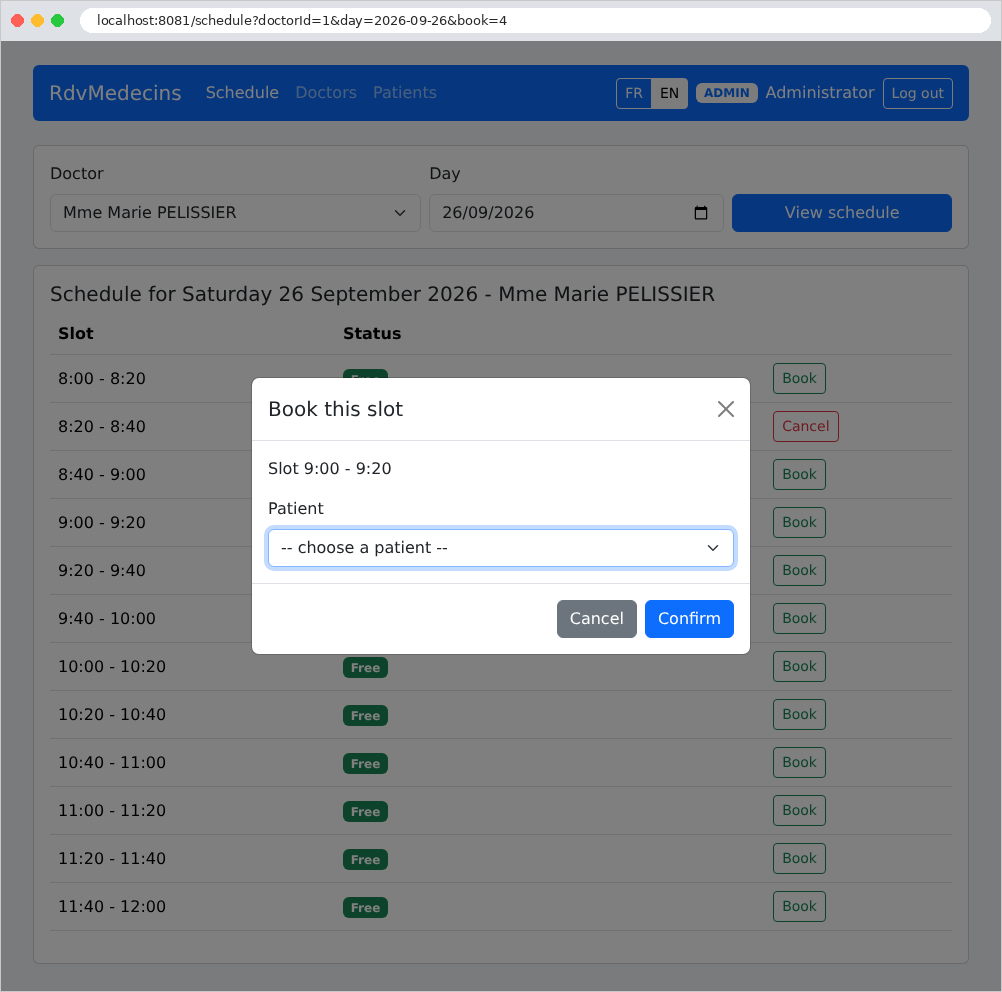 localhost:8081/schedule?doctorId=1&day=2026-09-26&book=4
RdvMedecins Schedule Doctors Patients FR EN ADMIN Administrator Log out
Doctor Day
Mme Marie PELISSIER 26/09/2026 View schedule
Schedule for Saturday 26 September 2026 - Mme Marie PELISSIER
Slot Status
8:00 - 8:20 Free Book
8:20 - 8:40 Cancel
8:40 - 9:00 Book
9:00 - 9:20 Book
9:20 - 9:40 Book
9:40 - 10:00 Book
10:00 - 10:20 Free Book
10:20 - 10:40 Free Book
10:40 - 11:00 Free Book
11:00 - 11:20 Free Book
11:20 - 11:40 Free Book
11:40 - 12:00 Free Book
Book this slot
Slot 9:00 - 9:20
Patient
-- choose a patient --
Cancel Confirm